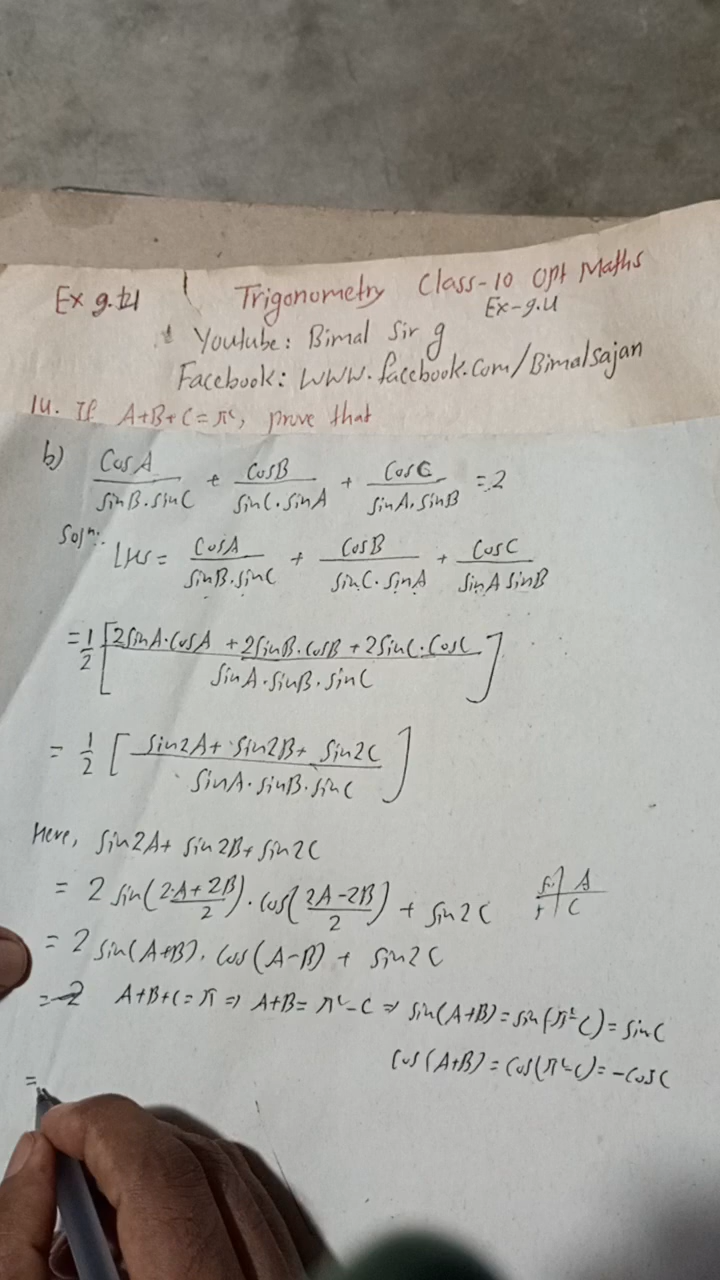 Ex 9.4 Trigonometry Class-10 Opt Maths
Ex-9.4
Youtube: Bimal Sir g
Facebook: www.facebook.com/Bimalsajan
14. If A+B+C=πᶜ, prove that
b) CosA/(SinB.SinC) + CosB/(SinC.SinA) + CosC/(SinA.SinB) = 2
Solⁿ:
LHS = CosA/(SinB.SinC) + CosB/(SinC.SinA) + CosC/(SinA SinB)
= 1/2 [(2SinA.CosA + 2SinB.CosB + 2SinC.CosC)/(SinA.SinB.SinC)]
= 1/2 [(Sin2A + Sin2B + Sin2C)/(SinA.SinB.SinC)]
Here, Sin2A + Sin2B + Sin2C
= 2 Sin((2A+2B)/2).Cos((2A-2B)/2) + Sin2C
A
C
= 2 Sin(A+B).Cos(A-B) + Sin2C
A+B+C=π ⇒ A+B=πᶜ-C ⇒ Sin(A+B)=Sin(πᶜ-C)=SinC
Cos(A+B)=Cos(πᶜ-C)=-CosC
=